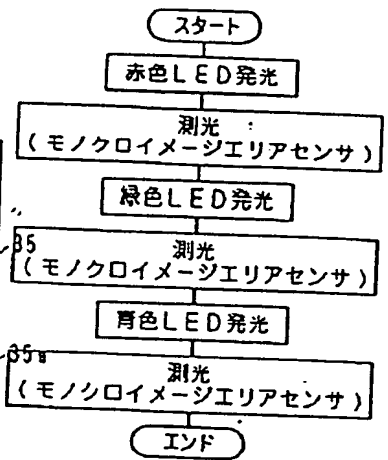 スタート
赤色LED発光
測光
(モノクロイメージエリアセンサ)
緑色LED発光
35
測光
(モノクロイメージエリアセンサ)
青色LED発光
35a
測光
(モノクロイメージエリアセンサ)
エンド